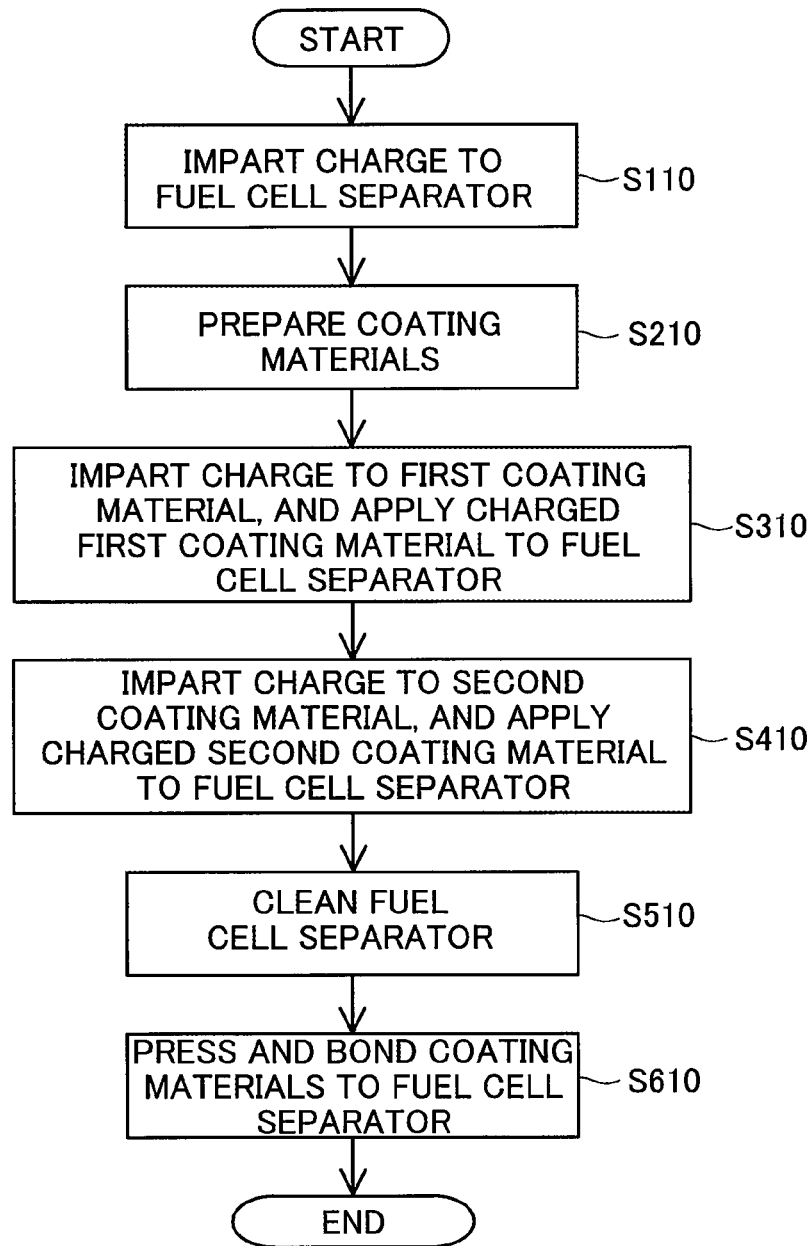 START
IMPART CHARGE TO
FUEL CELL SEPARATOR
S110
PREPARE COATING
MATERIALS
S210
IMPART CHARGE TO FIRST COATING
MATERIAL, AND APPLY CHARGED
FIRST COATING MATERIAL TO FUEL
CELL SEPARATOR
S310
IMPART CHARGE TO SECOND
COATING MATERIAL, AND APPLY
CHARGED SECOND COATING MATERIAL
TO FUEL CELL SEPARATOR
S410
CLEAN FUEL
CELL SEPARATOR
S510
PRESS AND BOND COATING
MATERIALS TO FUEL CELL
SEPARATOR
S610
END